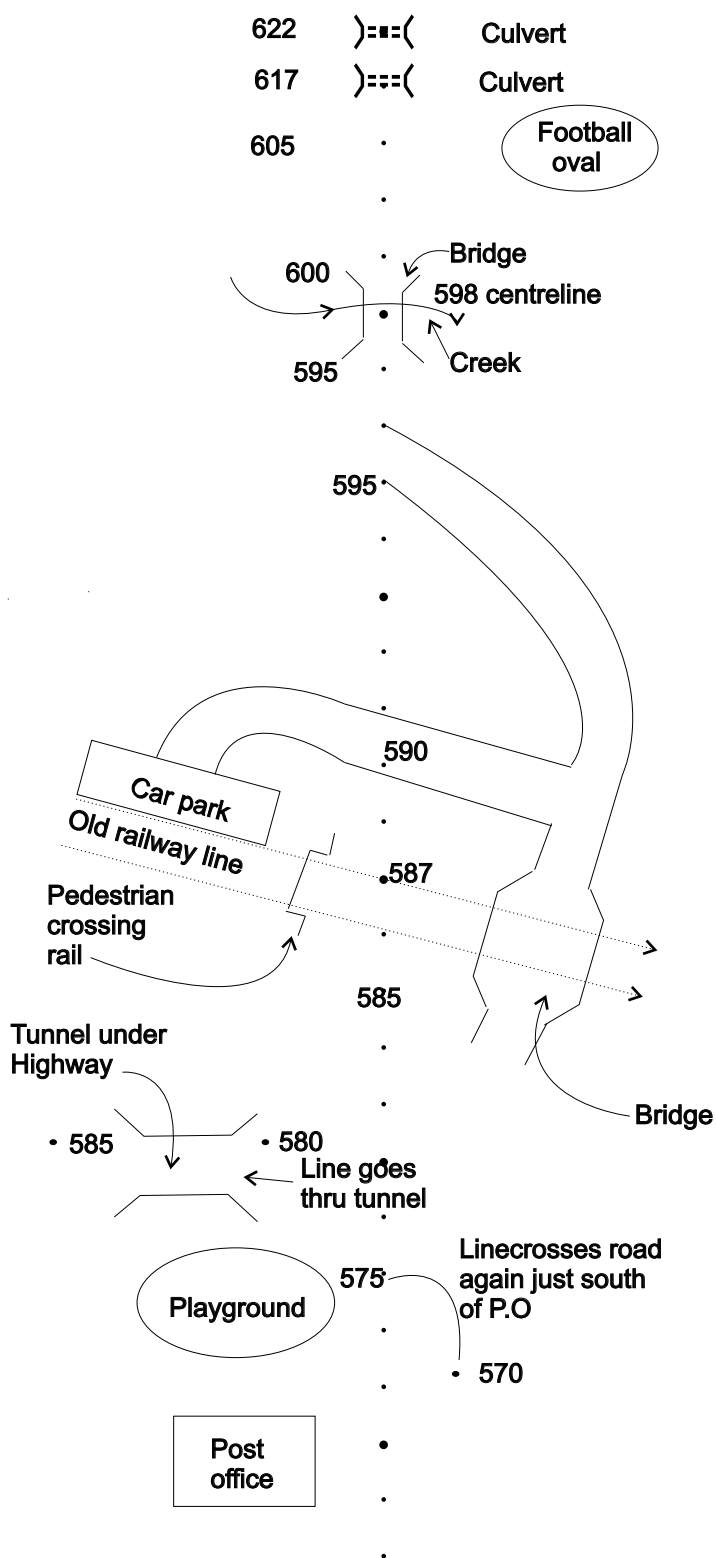 622
Culvert
617
Culvert
605
Football
oval
Bridge
600
598 centreline
Creek
595
595
590
Car park
Old railway line
587
Pedestrian
crossing
rail
585
Tunnel under
Highway
Bridge
585
580
Line goes
thru tunnel
Linecrosses road
again just south
of P.O
575
Playground
570
Post
office